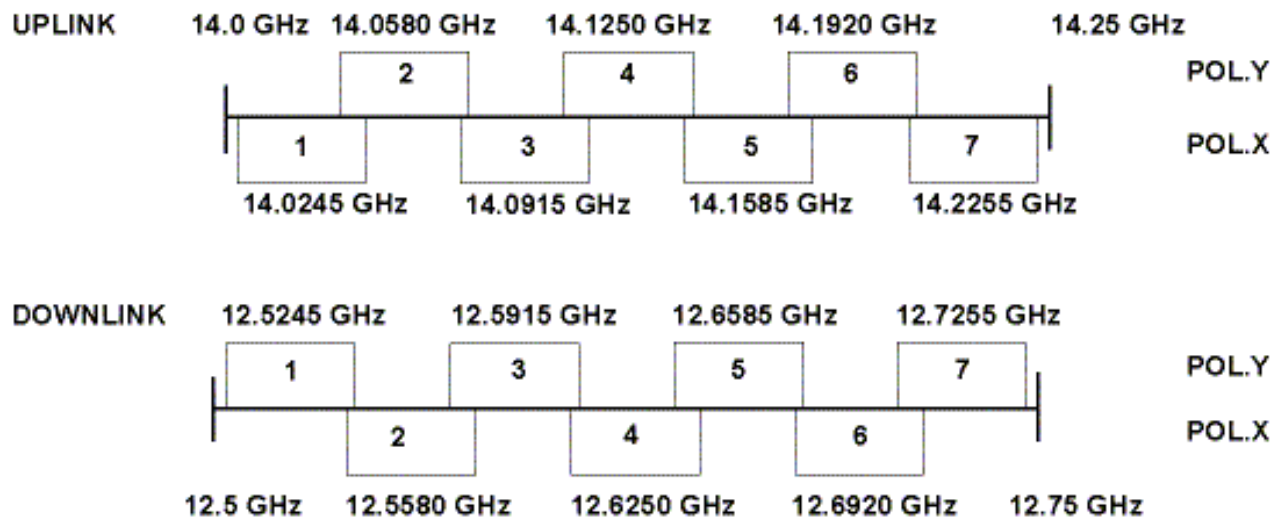 UPLINK 14.0 GHz 14.0580 GHz 14.1250 GHz 14.1920 GHz 14.25 GHz
2 4 6 POL.Y
1 3 5 7 POL.X
14.0245 GHz 14.0915 GHz 14.1585 GHz 14.2255 GHz
DOWNLINK 12.5245 GHz 12.5915 GHz 12.6585 GHz 12.7255 GHz
1 3 5 7 POL.Y
2 4 6 POL.X
12.5 GHz 12.5580 GHz 12.6250 GHz 12.6920 GHz 12.75 GHz